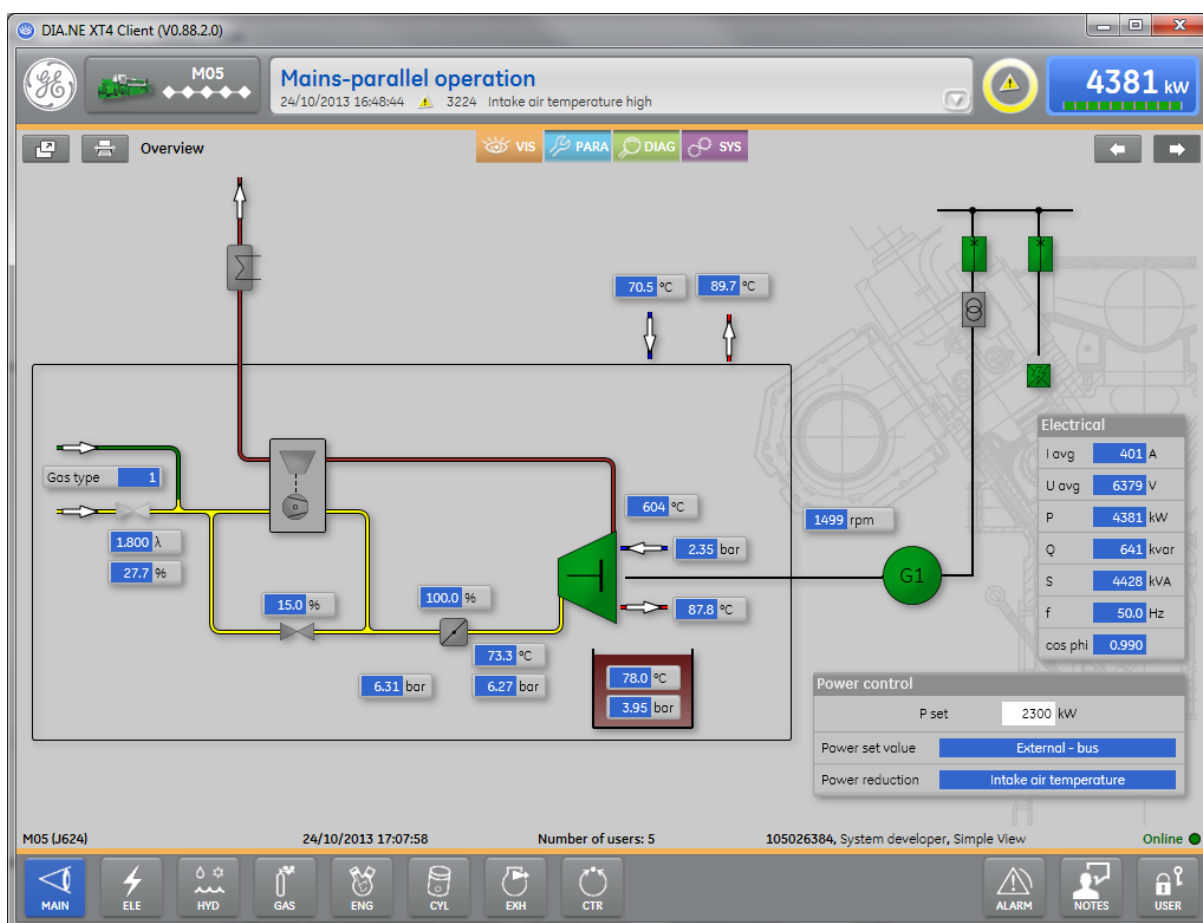 DIA.NE XT4 Client (V0.88.2.0)
M05
Mains-parallel operation
24/10/2013 16:48:44 3224 Intake air temperature high
4381 kW
Overview
VIS PARA DIAG SYS
70.5 °C 89.7 °C
Gas type 1
1.800 λ
27.7 %
15.0 %
100.0 %
73.3 °C
6.31 bar
6.27 bar
604 °C
2.35 bar
87.8 °C
78.0 °C
3.95 bar
1499 rpm
G1
Electrical
I avg 401 A
U avg 6379 V
P 4381 kW
Q 641 kvar
S 4428 kVA
f 50.0 Hz
cos phi 0.990
Power control
P set 2300 kW
Power set value External - bus
Power reduction Intake air temperature
M05 (J624) 24/10/2013 17:07:58 Number of users: 5 105026384, System developer, Simple View Online
MAIN ELE HYD GAS ENG CYL EXH CTR ALARM NOTES USER